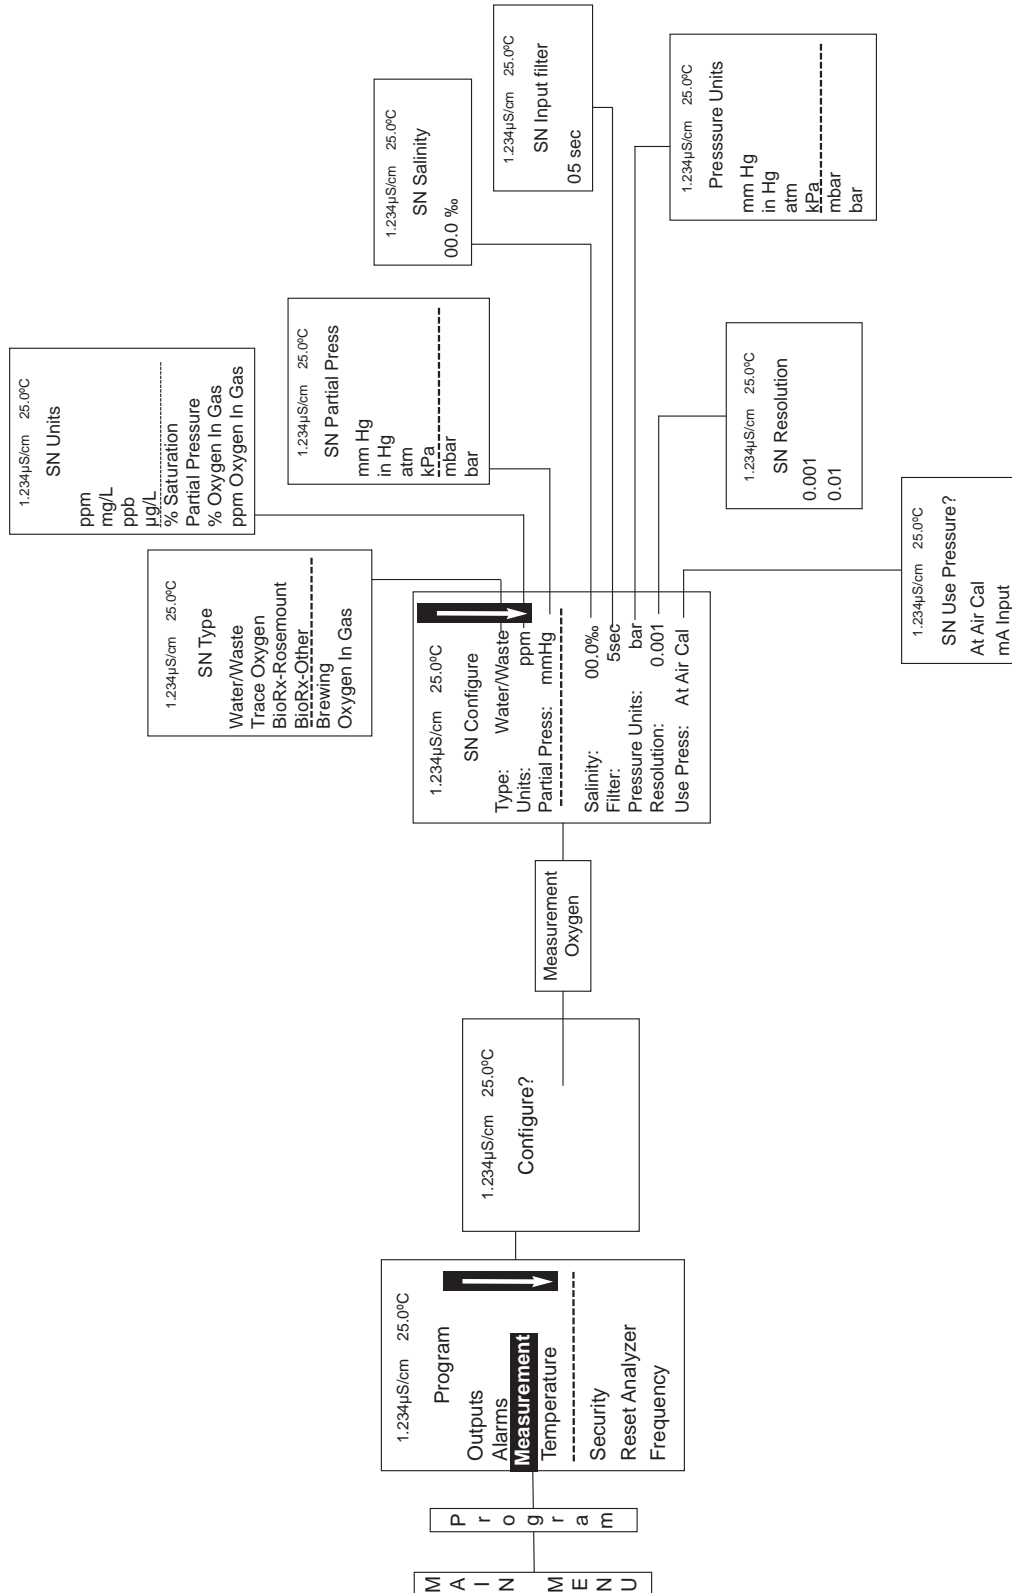 MAIN MENU
Program
1.234µS/cm 25.0ºC
Program
Outputs
Alarms
Measurement
Temperature
Security
Reset Analyzer
Frequency
1.234µS/cm 25.0ºC
Configure?
Measurement
Oxygen
1.234µS/cm 25.0ºC
SN Configure
Type: Water/Waste
Units: ppm
Partial Press: mmHg
Salinity: 00.0‰
Filter: 5sec
Pressure Units: bar
Resolution: 0.001
Use Press: At Air Cal
1.234µS/cm 25.0ºC
SN Type
Water/Waste
Trace Oxygen
BioRx-Rosemount
BioRx-Other
Brewing
Oxygen In Gas
1.234µS/cm 25.0ºC
SN Units
ppm
mg/L
ppb
µg/L
% Saturation
Partial Pressure
% Oxygen In Gas
ppm Oxygen In Gas
1.234µS/cm 25.0ºC
SN Partial Press
mm Hg
in Hg
atm
kPa
mbar
bar
1.234µS/cm 25.0ºC
SN Salinity
00.0 ‰
1.234µS/cm 25.0ºC
SN Input filter
05 sec
1.234µS/cm 25.0ºC
Presssure Units
mm Hg
in Hg
atm
kPa
mbar
bar
1.234µS/cm 25.0ºC
SN Resolution
0.001
0.01
1.234µS/cm 25.0ºC
SN Use Pressure?
At Air Cal
mA Input